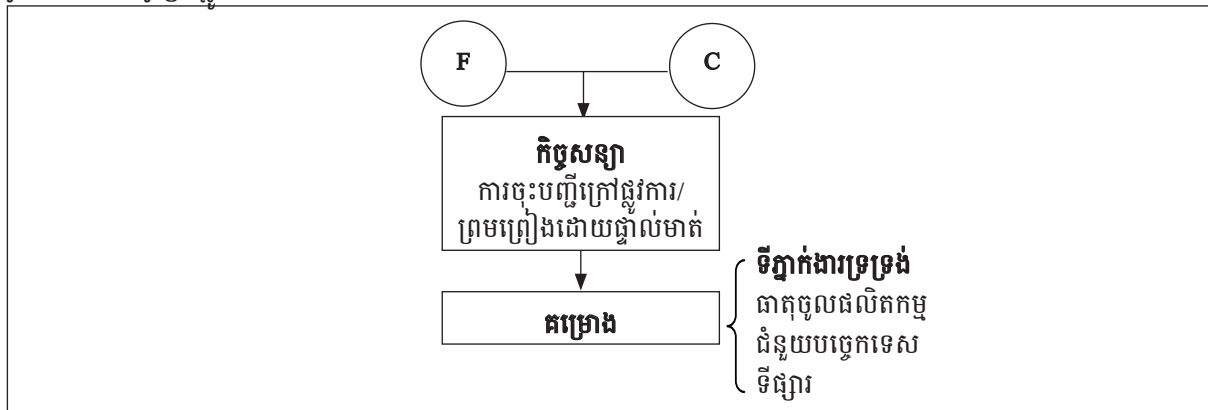 F
C
កិច្ចសន្យា
ការចុះបញ្ជីក្រៅផ្លូវការ/
ព្រមព្រៀងដោយផ្ទាល់មាត់
គម្រោង
ទីភ្នាក់ងារទ្រទ្រង់
ធាតុចូលផលិតកម្ម
ជំនួយបច្ចេកទេស
ទីផ្សារ